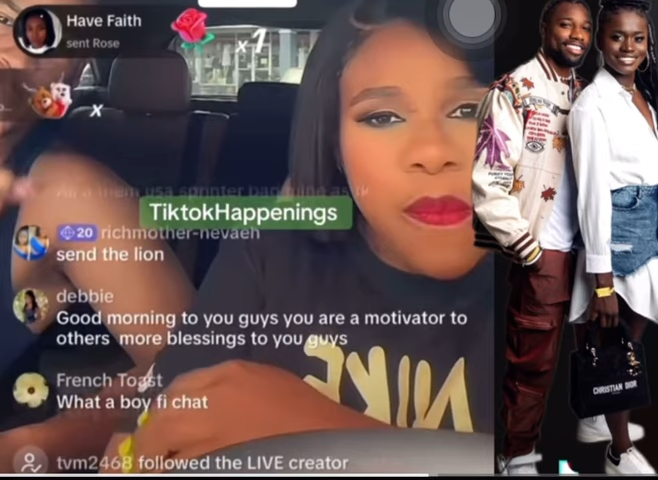 Have Faith
sent Rose
x1
x
TiktokHappenings
20 richmother-nevaeh
send the lion
debbie
Good morning to you guys you are a motivator to
others more blessings to you guys
French Toast
What a boy fi chat
NIKE
tvm2468 followed the LIVE creator
CHRISTIAN DIOR